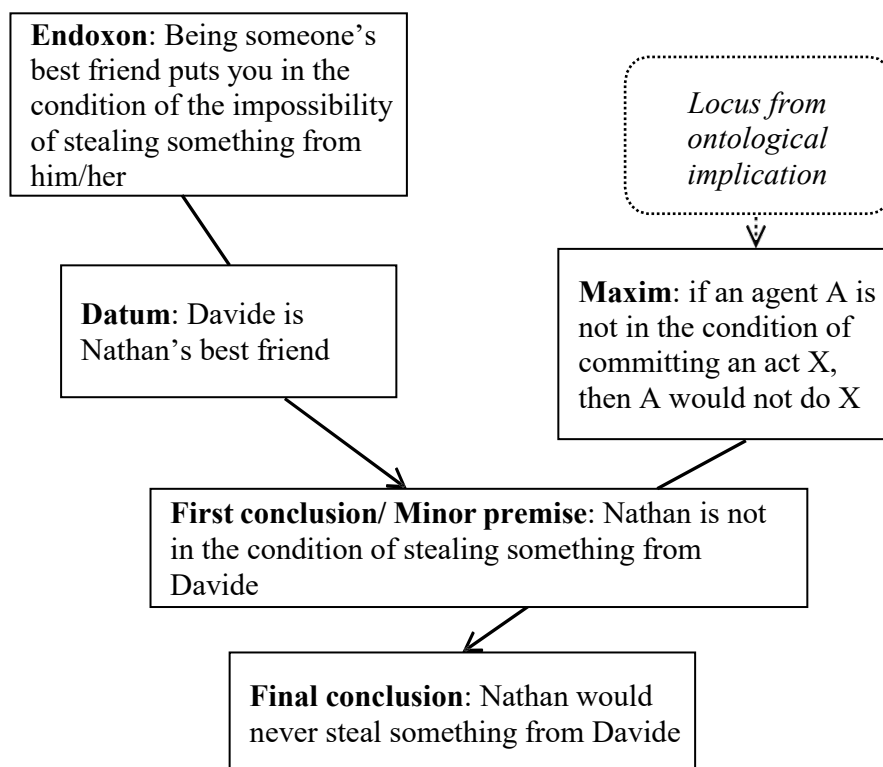 Endoxon: Being someone’s
best friend puts you in the
condition of the impossibility
of stealing something from
him/her
Locus from
ontological
implication
Datum: Davide is
Nathan’s best friend
Maxim: if an agent A is
not in the condition of
committing an act X,
then A would not do X
First conclusion/ Minor premise: Nathan is not
in the condition of stealing something from
Davide
Final conclusion: Nathan would
never steal something from Davide